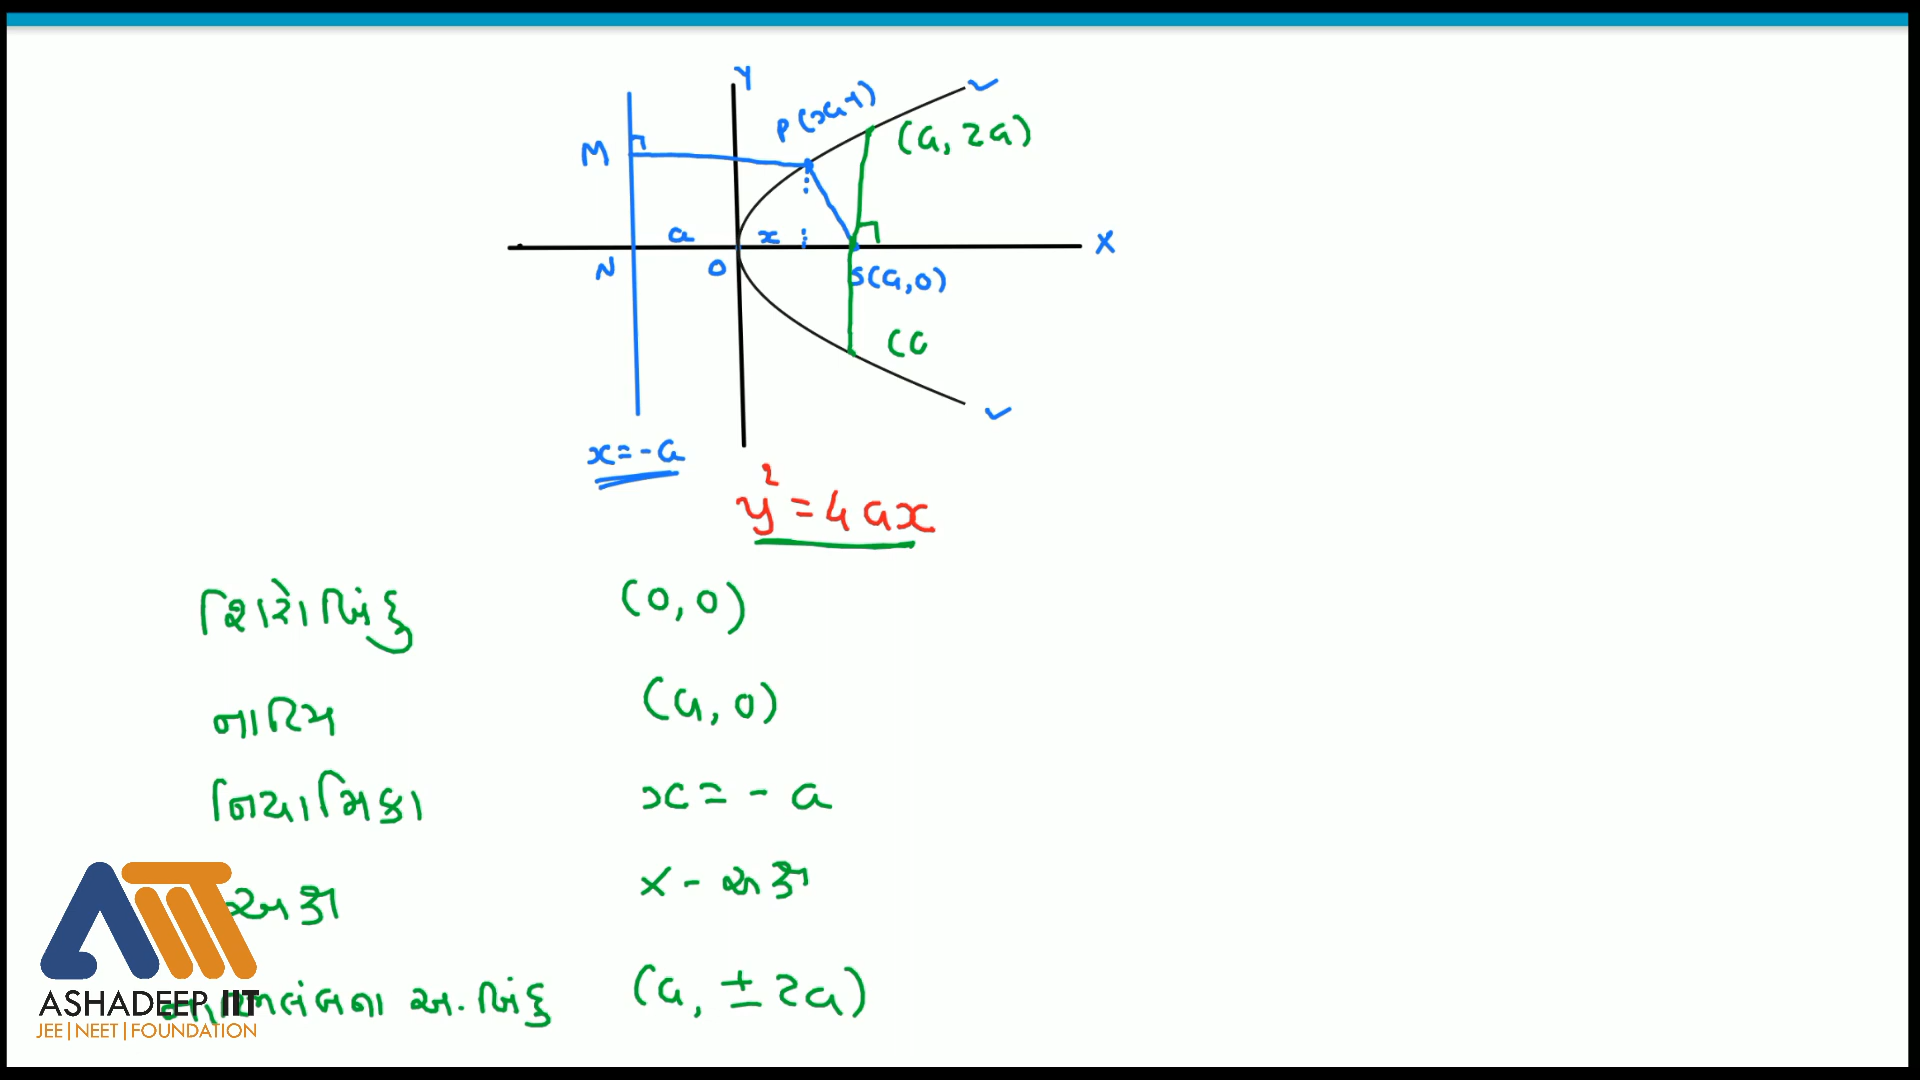 Y
P(x,y)
(a, 2a)
M
a
x
X
N
O
S(a,0)
(a
x=-a
y²=4ax
શિરોબિંદુ (0,0)
નાભિ (a,0)
નિયામિકા x=-a
અક્ષ X-અક્ષ
નાભિલંબના અ.બિંદુ (a, ±2a)
ASHADEEP IIT
JEE|NEET|FOUNDATION